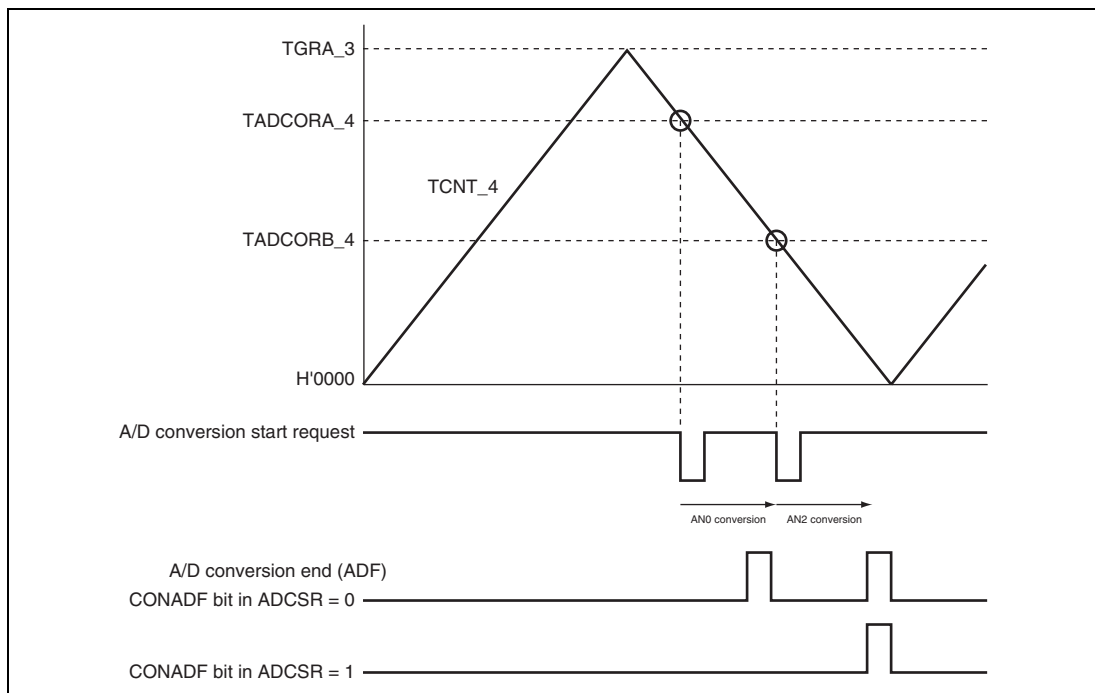 TGRA_3
TADCORA_4
TCNT_4
TADCORB_4
H'0000
A/D conversion start request
AN0 conversion
AN2 conversion
A/D conversion end (ADF)
CONADF bit in ADCSR = 0
CONADF bit in ADCSR = 1